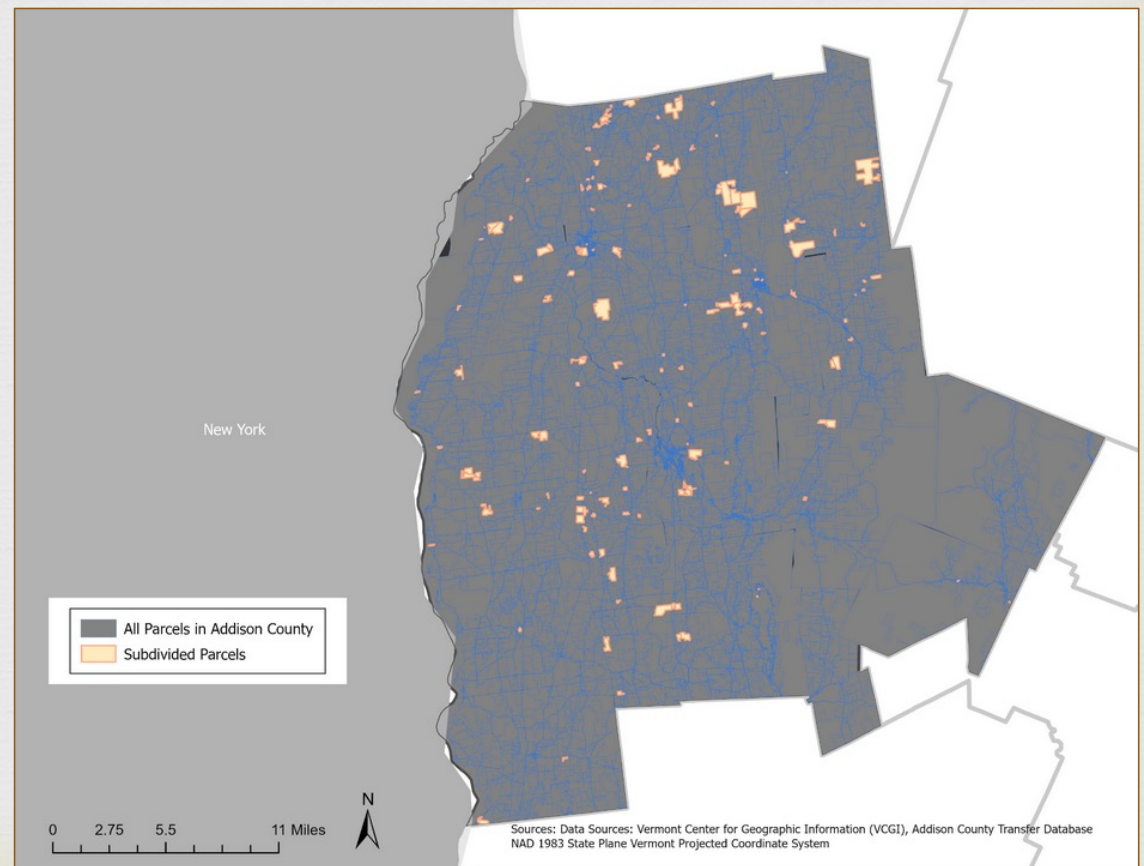 New York
All Parcels in Addison County
Subdivided Parcels
0 2.75 5.5 11 Miles
N
Sources: Data Sources: Vermont Center for Geographic Information (VCGI), Addison County Transfer Database
NAD 1983 State Plane Vermont Projected Coordinate System